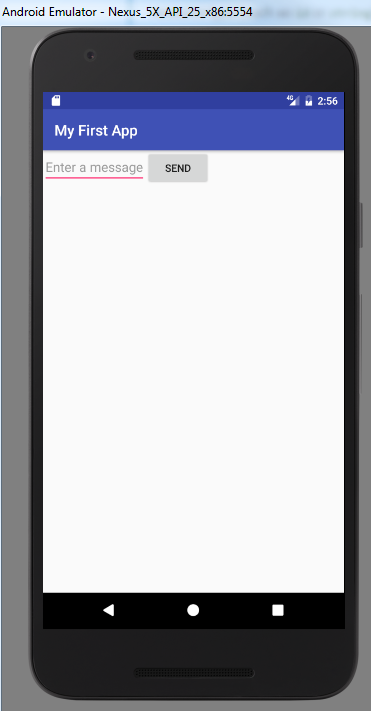 Android Emulator - Nexus_5X_API_25_x86:5554
4G 2:56
My First App
Enter a message SEND